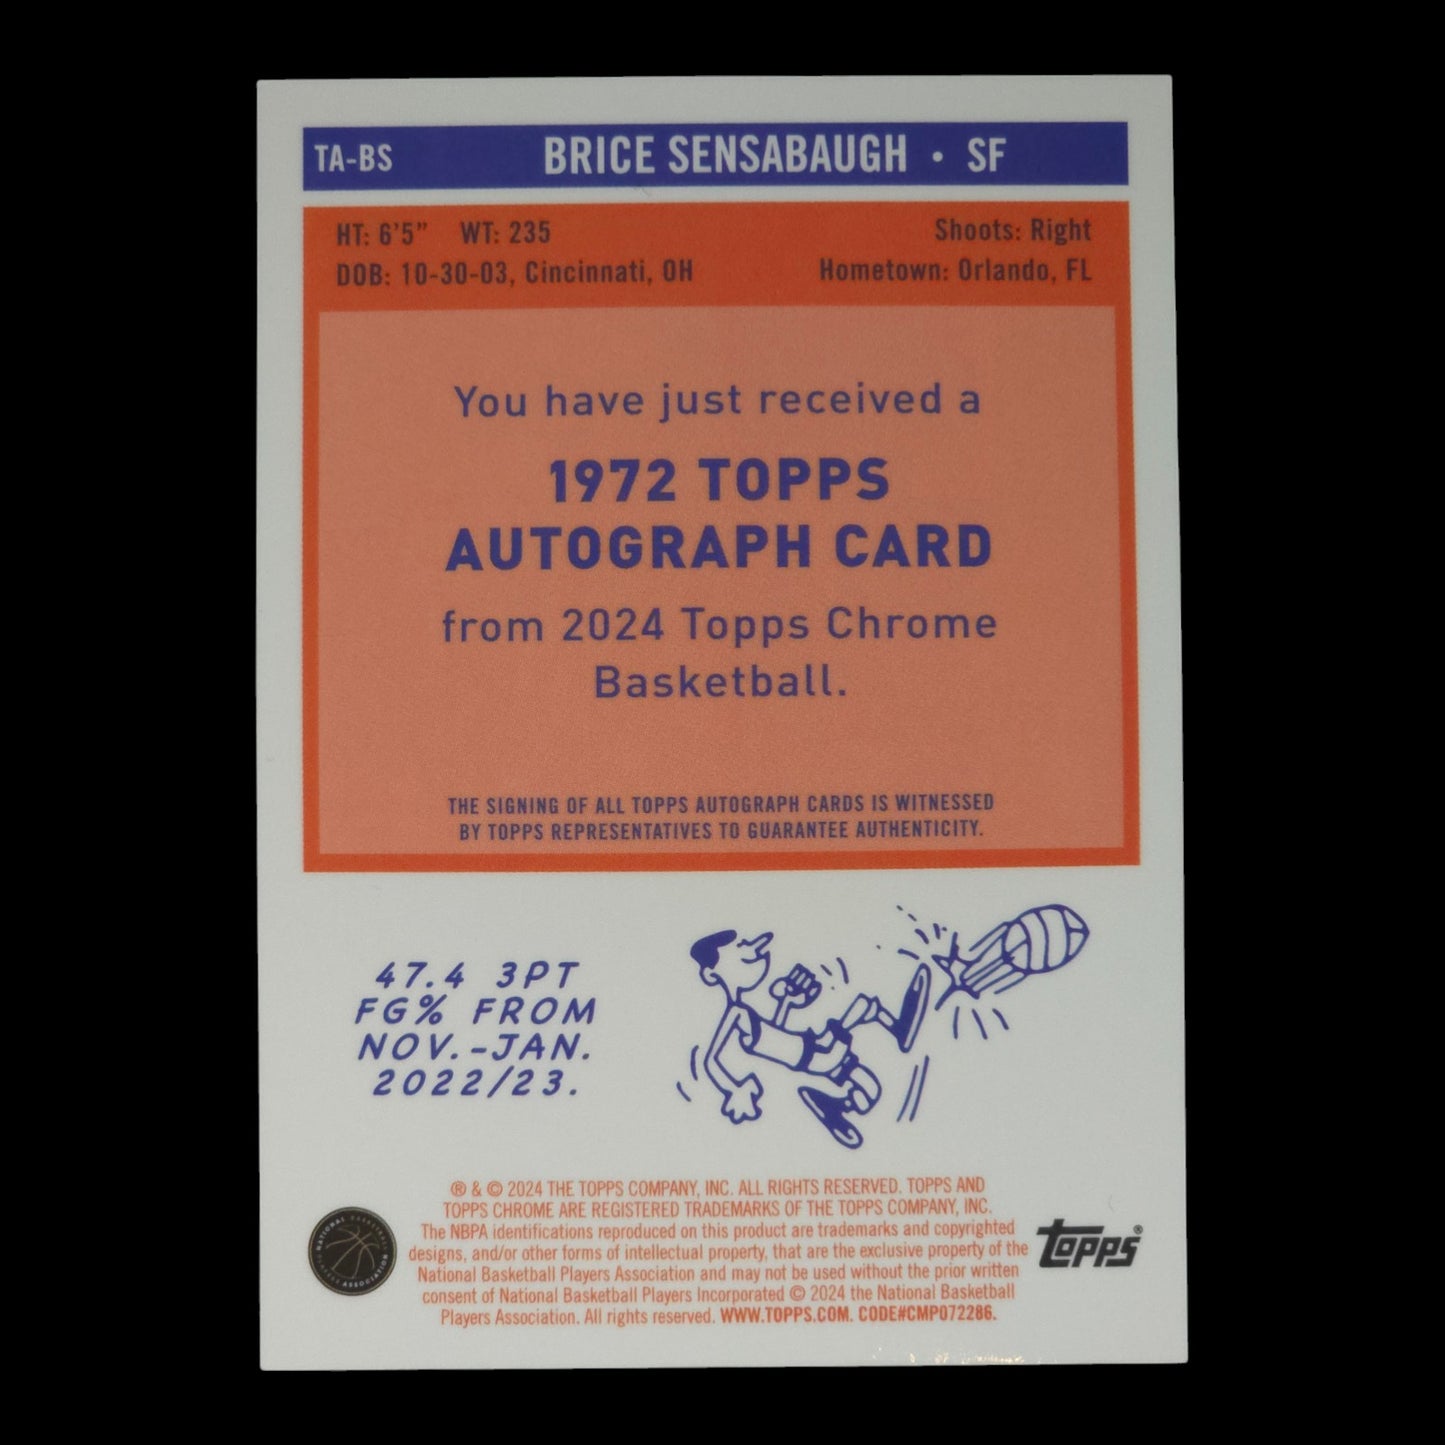 TA-BS BRICE SENSABAUGH • SF
HT: 6'5" WT: 235 Shoots: Right
DOB: 10-30-03, Cincinnati, OH Hometown: Orlando, FL
You have just received a
1972 TOPPS
AUTOGRAPH CARD
from 2024 Topps Chrome
Basketball.
THE SIGNING OF ALL TOPPS AUTOGRAPH CARDS IS WITNESSED
BY TOPPS REPRESENTATIVES TO GUARANTEE AUTHENTICITY.
47.4 3PT
FG% FROM
NOV.-JAN.
2022/23.
® & © 2024 THE TOPPS COMPANY, INC. ALL RIGHTS RESERVED. TOPPS AND
TOPPS CHROME ARE REGISTERED TRADEMARKS OF THE TOPPS COMPANY, INC.
The NBPA identifications reproduced on this product are trademarks and copyrighted
designs, and/or other forms of intellectual property, that are the exclusive property of the
National Basketball Players Association and may not be used without the prior written
consent of National Basketball Players Incorporated © 2024 the National Basketball
Players Association. All rights reserved. WWW.TOPPS.COM. CODE#CMP072286.
NATIONAL BASKETBALL PLAYERS ASSOCIATION
topps®